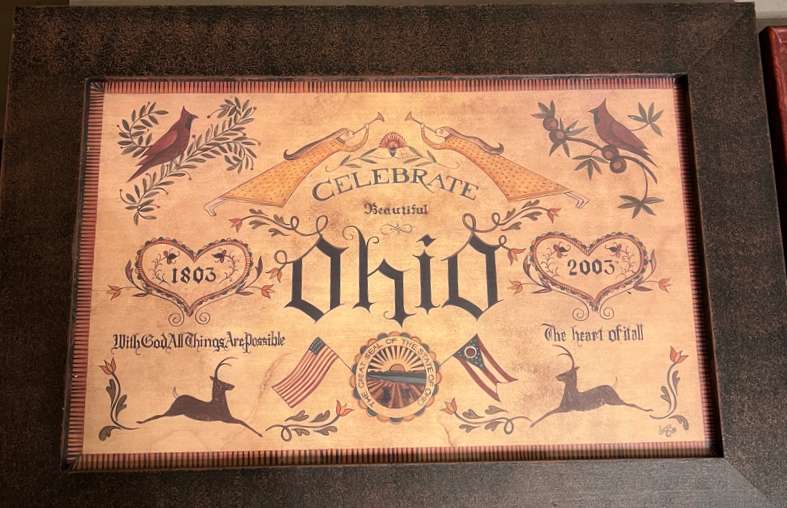 CELEBRATE
Beautiful
Ohio
1803
2003
With God All Things Are Possible
The heart of it all
THE GREAT SEAL OF THE STATE OF OHIO